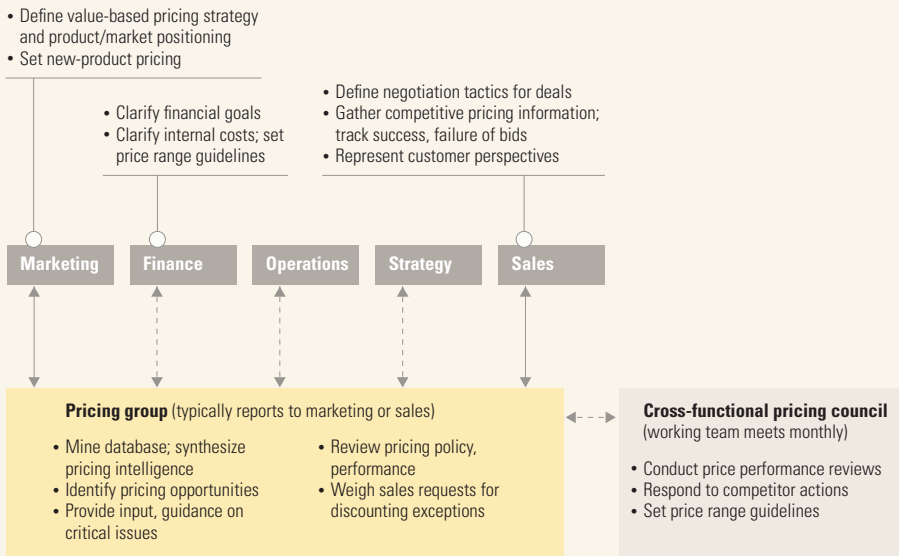 • Define value-based pricing strategy
and product/market positioning
• Set new-product pricing
• Clarify financial goals
• Clarify internal costs; set
price range guidelines
• Define negotiation tactics for deals
• Gather competitive pricing information;
track success, failure of bids
• Represent customer perspectives
Marketing
Finance
Operations
Strategy
Sales
Pricing group (typically reports to marketing or sales)
• Mine database; synthesize
pricing intelligence
• Identify pricing opportunities
• Provide input, guidance on
critical issues
• Review pricing policy,
performance
• Weigh sales requests for
discounting exceptions
Cross-functional pricing council
(working team meets monthly)
• Conduct price performance reviews
• Respond to competitor actions
• Set price range guidelines